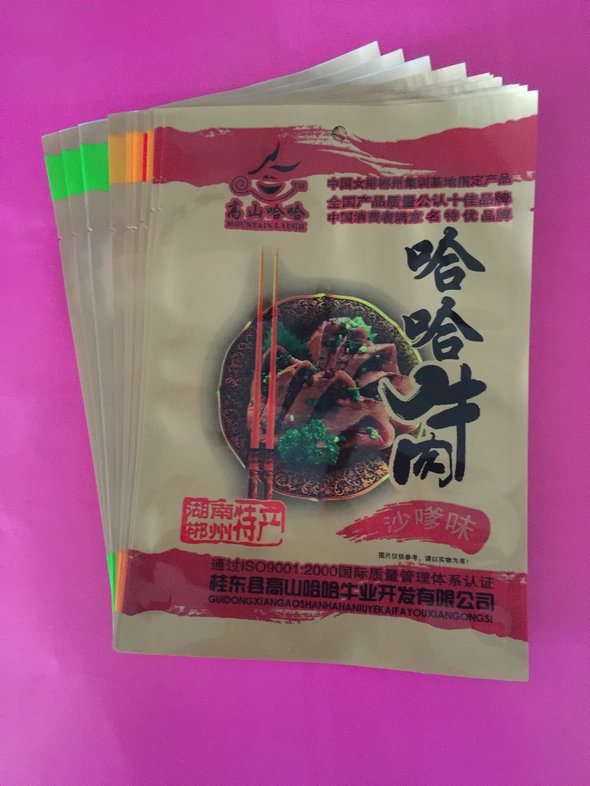 中国女排郴州集训基地指定产品
全国产品质量公认十佳品牌
中国消费者满意名特优品牌
TM
高山哈哈
MOUNTAIN LAUGH
哈哈牛肉
湖南
郴州
特产
沙嗲味
图片仅供参考，请以实物为准!
通过ISO9001:2000国际质量管理体系认证
桂东县高山哈哈牛业开发有限公司
GUIDONGXIANGAOSHANHAHANIUYEKAIFAYOUXIANGONGSI